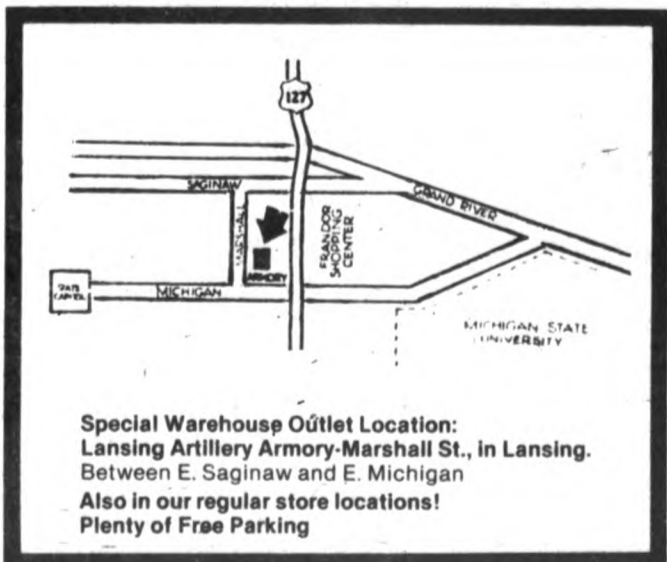 127
SAGINAW
GRAND RIVER
MARSHALL
FRANDOR
SHOPPING
CENTER
ARMORY
STATE
CAPITOL
MICHIGAN
MICHIGAN STATE
UNIVERSITY
Special Warehouse Outlet Location:
Lansing Artillery Armory-Marshall St., in Lansing.
Between E. Saginaw and E. Michigan
Also in our regular store locations!
Plenty of Free Parking